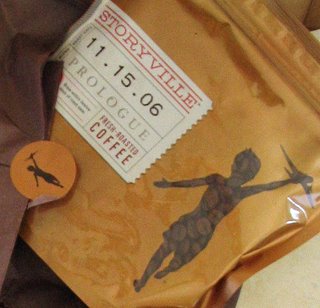 STORYVILLE
11.15.06
PROLOGUE
FRESH-ROASTED
COFFEE